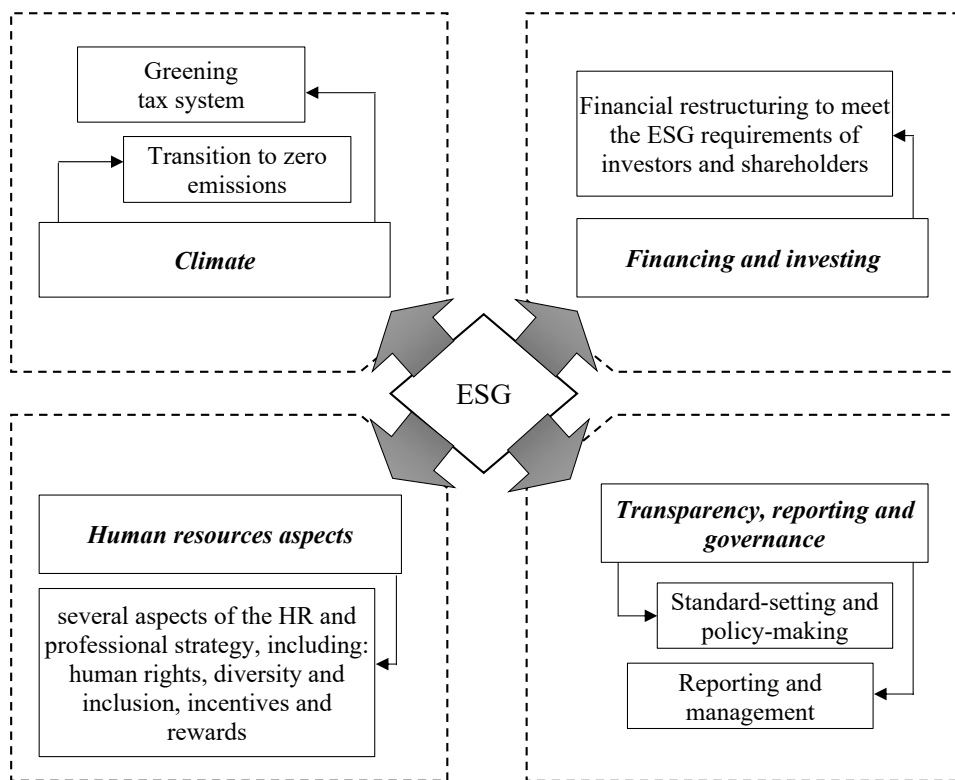 Greening
tax system
Transition to zero
emissions
Climate
Financial restructuring to meet
the ESG requirements of
investors and shareholders
Financing and investing
ESG
Human resources aspects
several aspects of the HR and
professional strategy, including:
human rights, diversity and
inclusion, incentives and
rewards
Transparency, reporting and
governance
Standard-setting and
policy-making
Reporting and
management